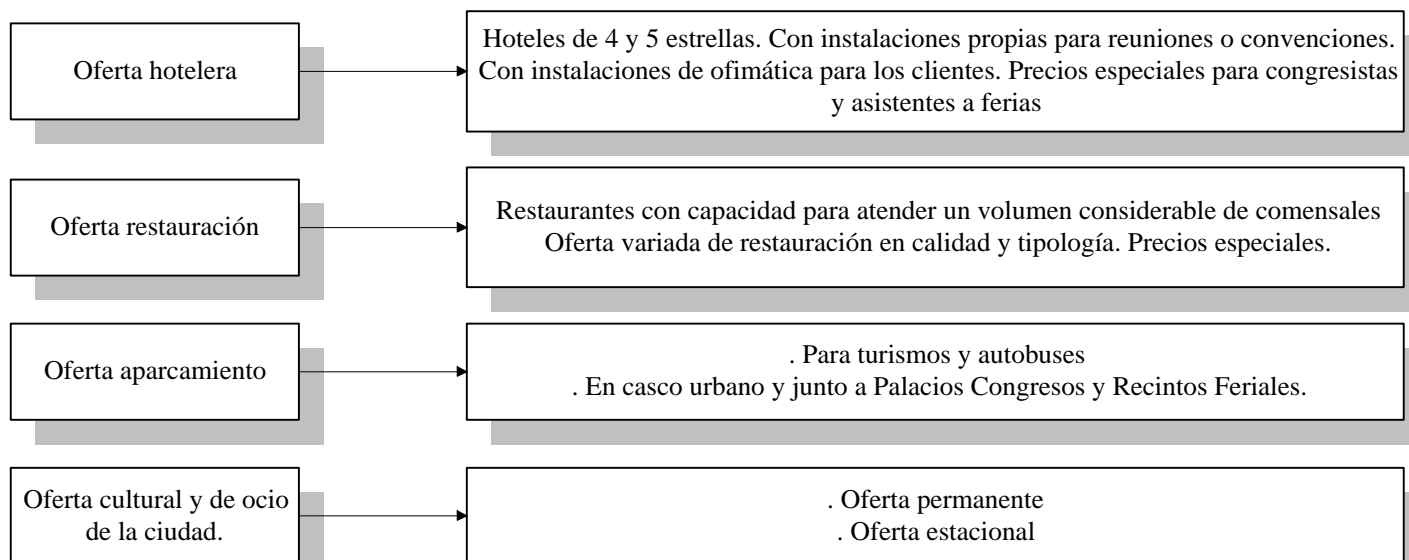 Oferta hotelera
Hoteles de 4 y 5 estrellas. Con instalaciones propias para reuniones o convenciones.
Con instalaciones de ofimática para los clientes. Precios especiales para congresistas
y asistentes a ferias
Oferta restauración
Restaurantes con capacidad para atender un volumen considerable de comensales
Oferta variada de restauración en calidad y tipología. Precios especiales.
Oferta aparcamiento
. Para turismos y autobuses
. En casco urbano y junto a Palacios Congresos y Recintos Feriales.
Oferta cultural y de ocio
de la ciudad.
. Oferta permanente
. Oferta estacional